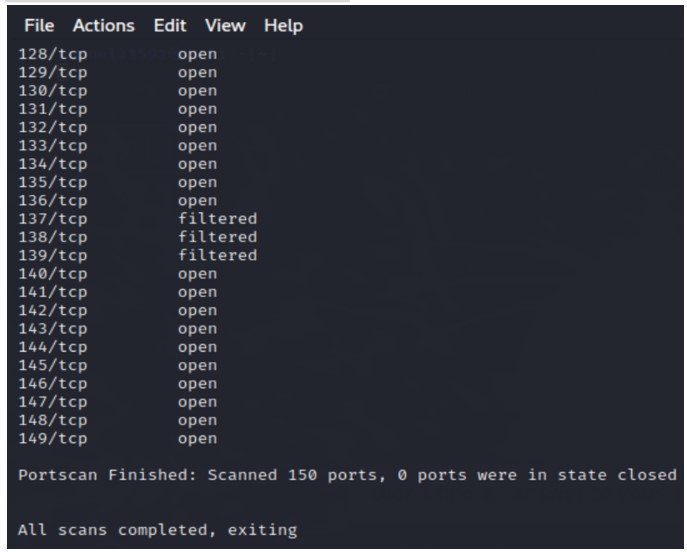 File Actions Edit View Help
128/tcp open
129/tcp open
130/tcp open
131/tcp open
132/tcp open
133/tcp open
134/tcp open
135/tcp open
136/tcp open
137/tcp filtered
138/tcp filtered
139/tcp filtered
140/tcp open
141/tcp open
142/tcp open
143/tcp open
144/tcp open
145/tcp open
146/tcp open
147/tcp open
148/tcp open
149/tcp open
Portscan Finished: Scanned 150 ports, 0 ports were in state closed
All scans completed, exiting